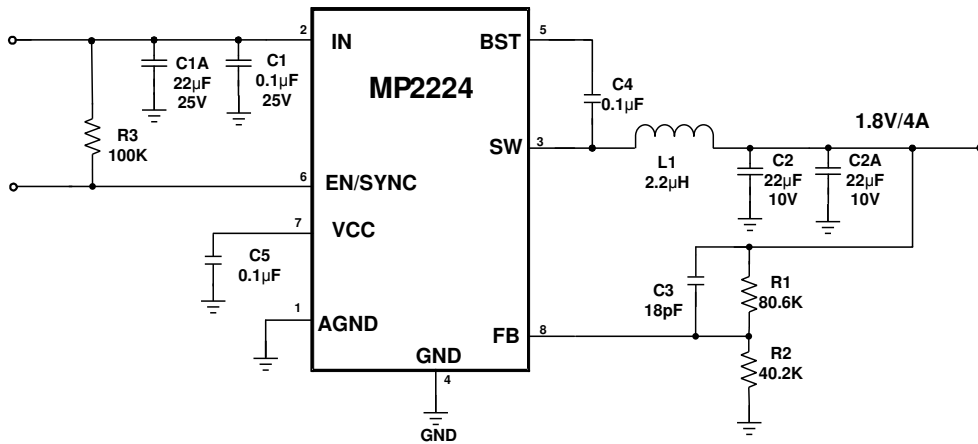 2
IN
C1A
22µF
25V
C1
0.1µF
25V
R3
100K
6
EN/SYNC
7
VCC
C5
0.1µF
1
AGND
GND
4
GND
MP2224
BST
5
C4
0.1µF
SW
3
L1
2.2µH
1.8V/4A
C2
22µF
10V
C2A
22µF
10V
C3
18pF
R1
80.6K
FB
8
R2
40.2K